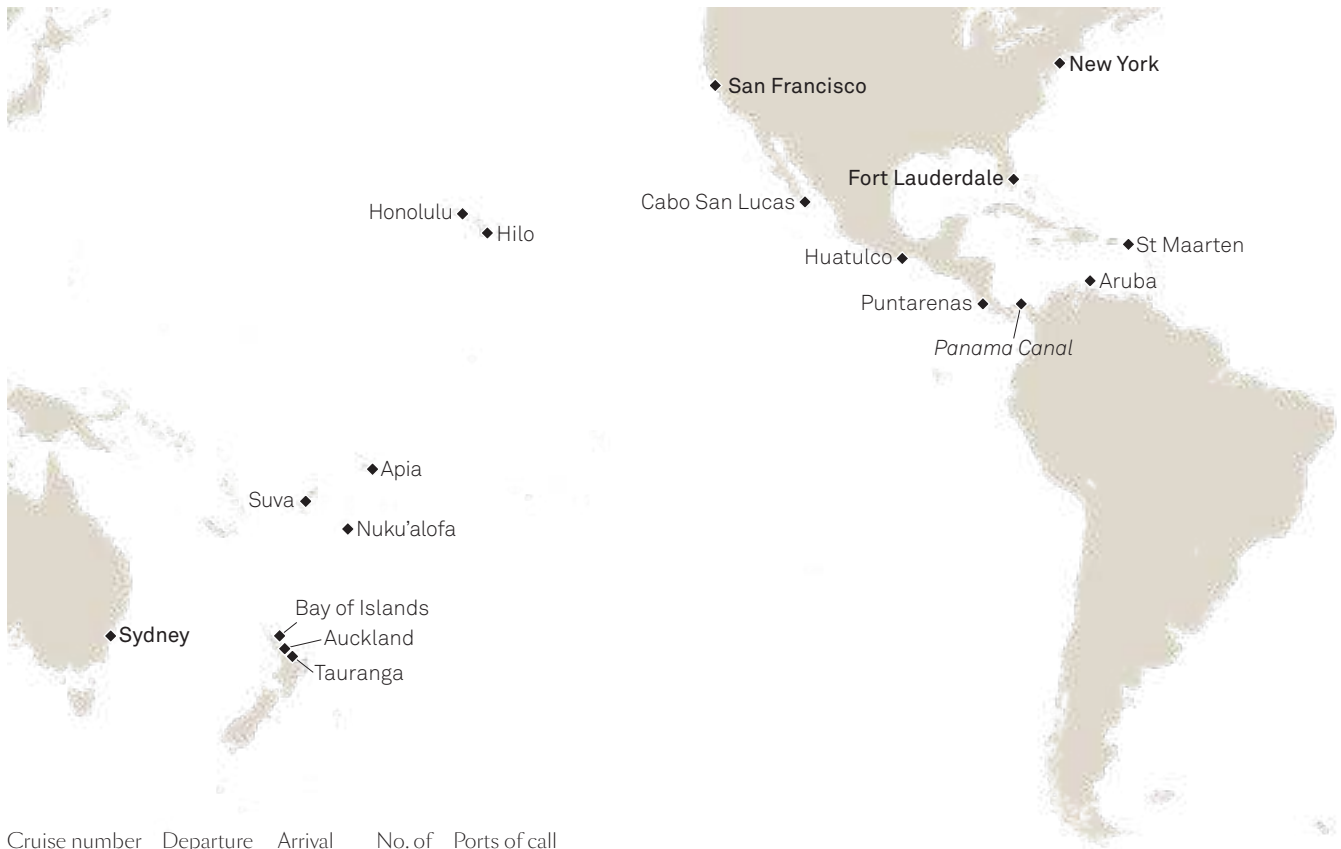 New York
San Francisco
Fort Lauderdale
Cabo San Lucas
Honolulu
Hilo
St Maarten
Huatulco
Aruba
Puntarenas
Panama Canal
Apia
Suva
Nuku’alofa
Bay of Islands
Sydney
Auckland
Tauranga
Cruise number Departure Arrival No. of Ports of call